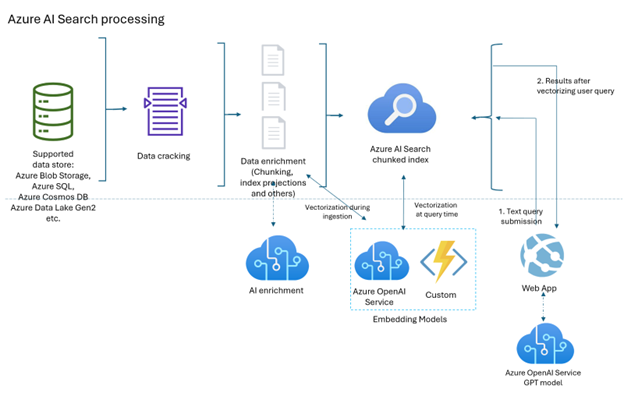 Azure AI Search processing
Supported
data store:
Azure Blob Storage,
Azure SQL,
Azure Cosmos DB
Azure Data Lake Gen2
etc.
Data cracking
Data enrichment
(Chunking,
index projections
and others)
Azure AI Search
chunked index
2. Results after
vectorizing user query
Vectorization during
ingestion
Vectorization
at query time
1. Text query
submission
AI enrichment
Azure OpenAI
Service
Custom
Embedding Models
Web App
Azure OpenAI Service
GPT model